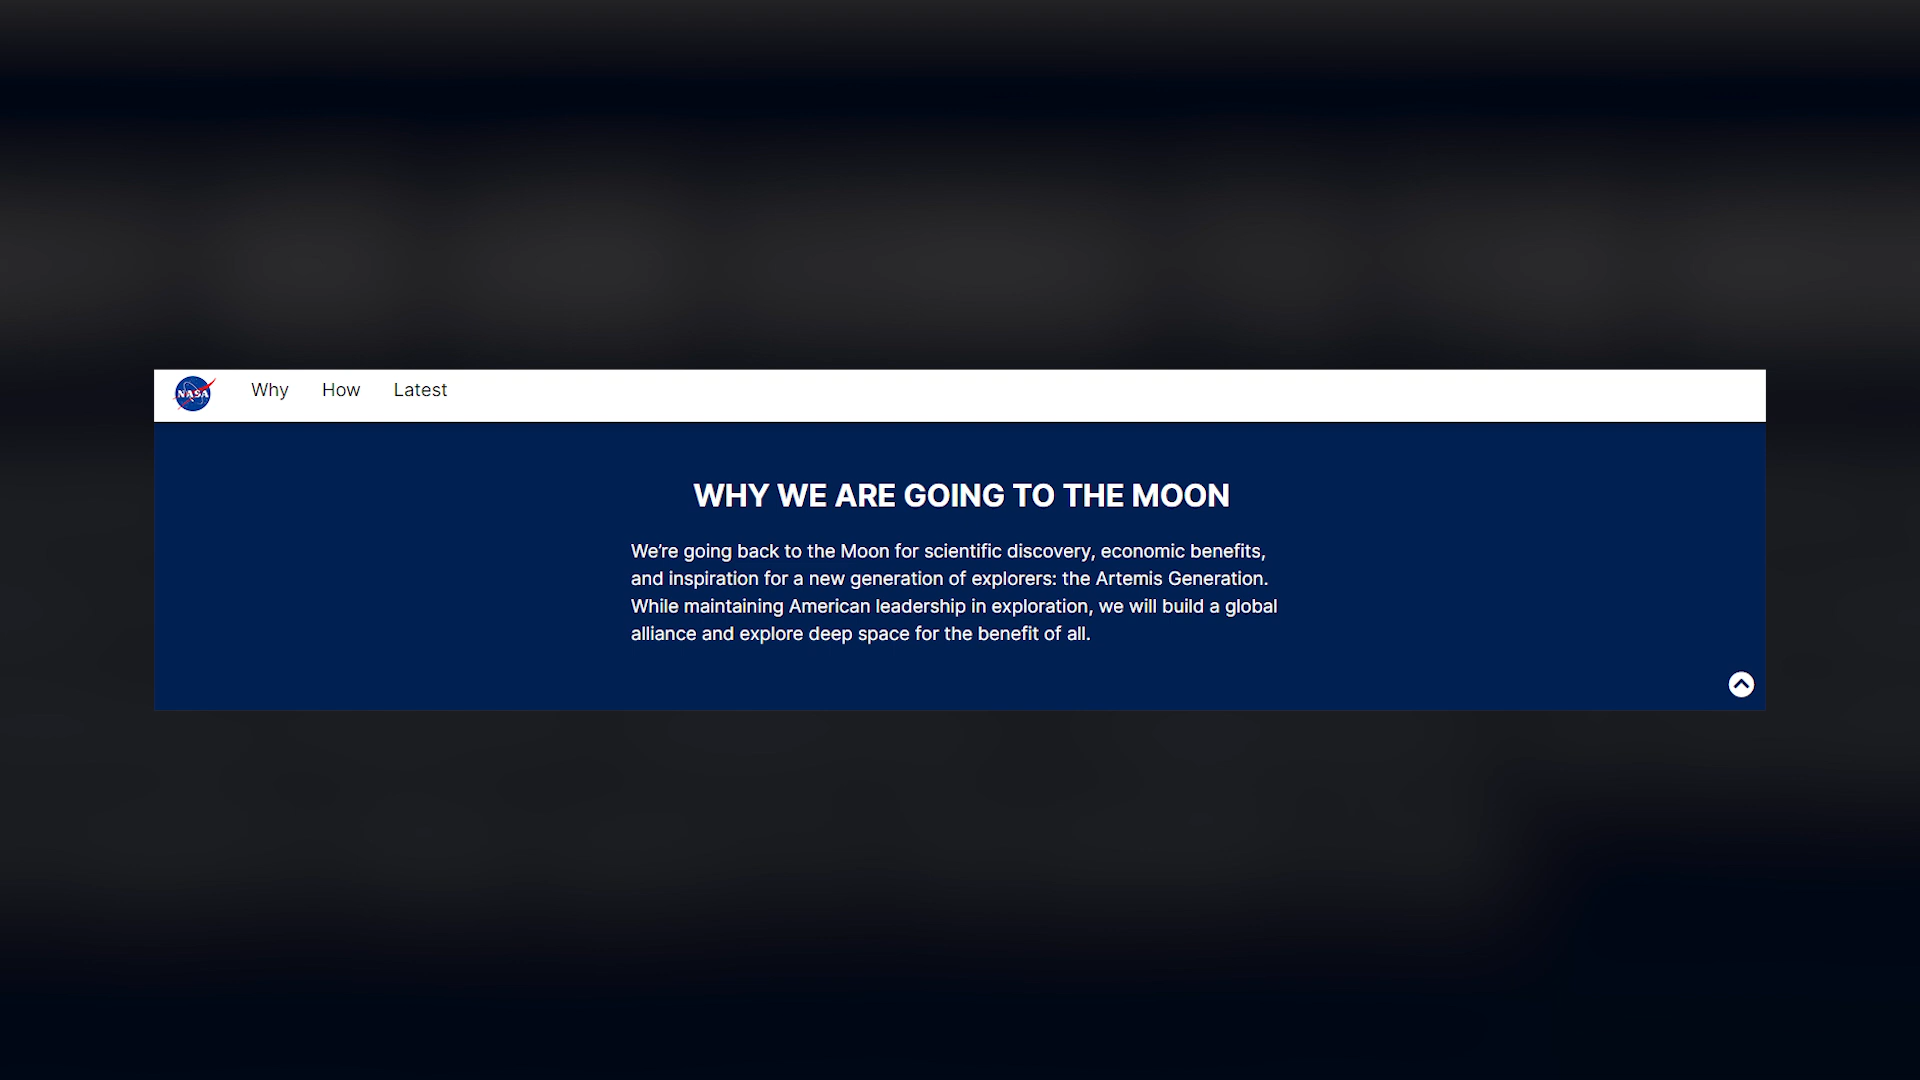 NASA
Why How Latest
WHY WE ARE GOING TO THE MOON
We're going back to the Moon for scientific discovery, economic benefits,
and inspiration for a new generation of explorers: the Artemis Generation.
While maintaining American leadership in exploration, we will build a global
alliance and explore deep space for the benefit of all.